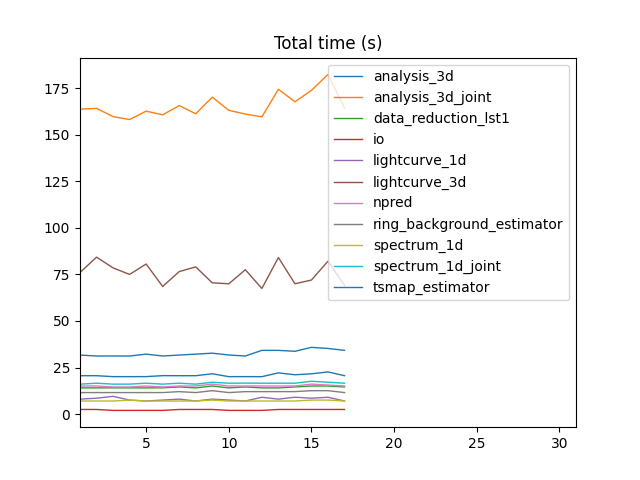 Total time (s)
analysis_3d
analysis_3d_joint
data_reduction_lst1
io
lightcurve_1d
lightcurve_3d
npred
ring_background_estimator
spectrum_1d
spectrum_1d_joint
tsmap_estimator
175
150
125
100
75
50
25
0
5 10 15 20 25 30